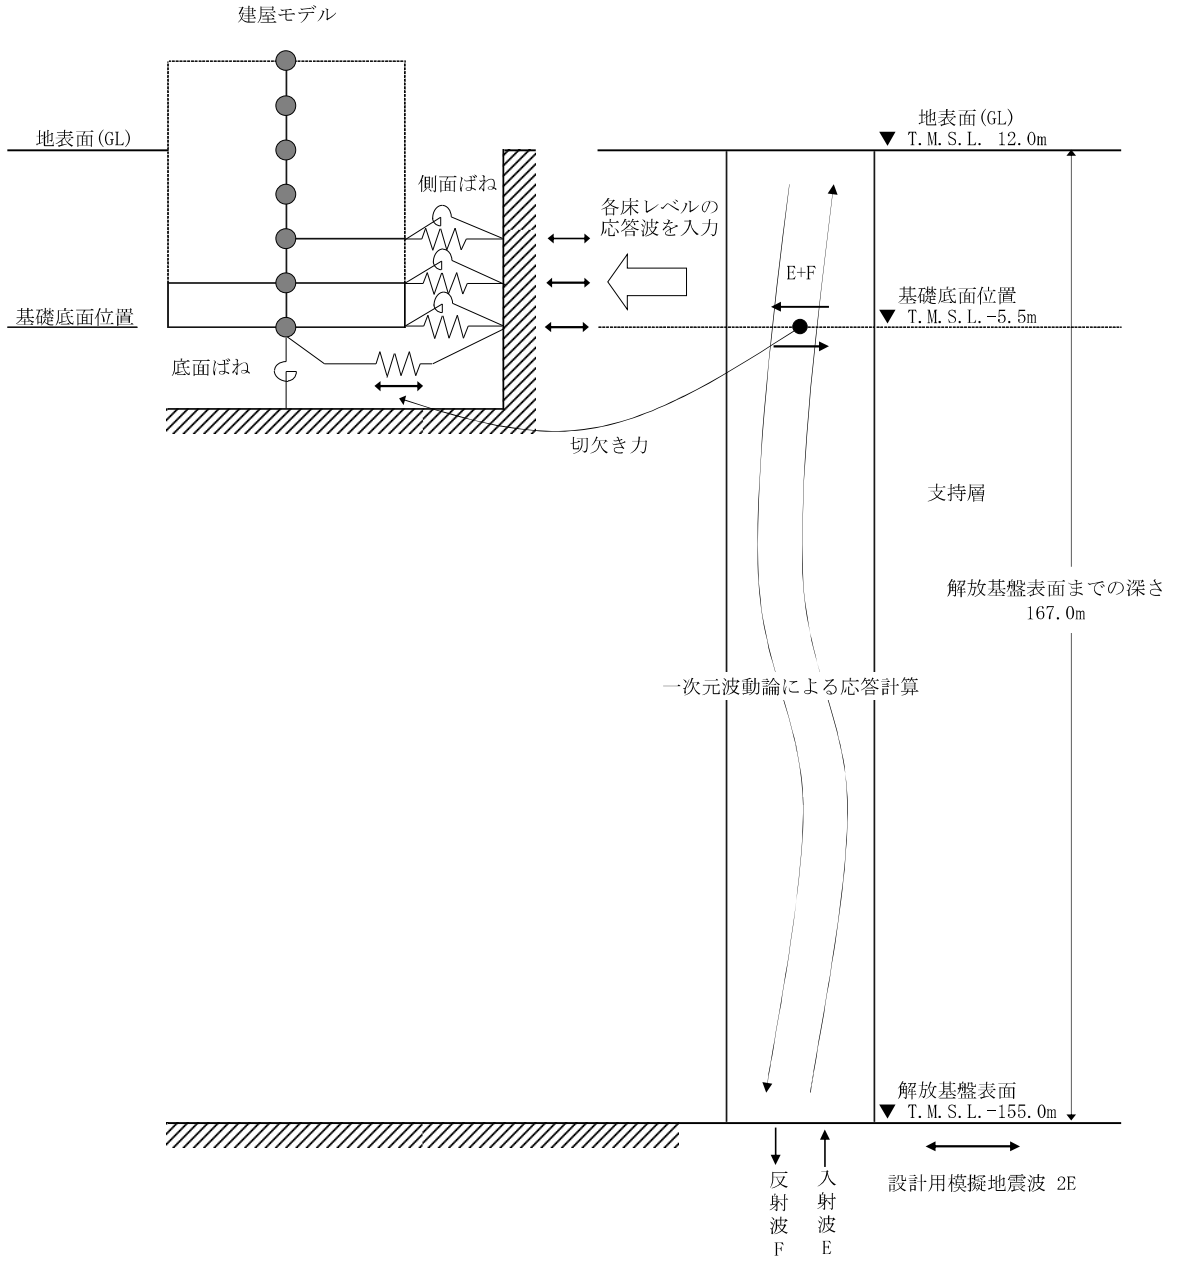 建屋モデル
地表面(GL)
側面ばね
基礎底面位置
底面ばね
各床レベルの
応答波を入力
切欠き力
地表面(GL)
▼ T.M.S.L. 12.0m
E+F
基礎底面位置
▼ T.M.S.L.-5.5m
支持層
解放基盤表面までの深さ
167.0m
一次元波動論による応答計算
解放基盤表面
▼ T.M.S.L.-155.0m
反射波F
入射波E
設計用模擬地震波 2E